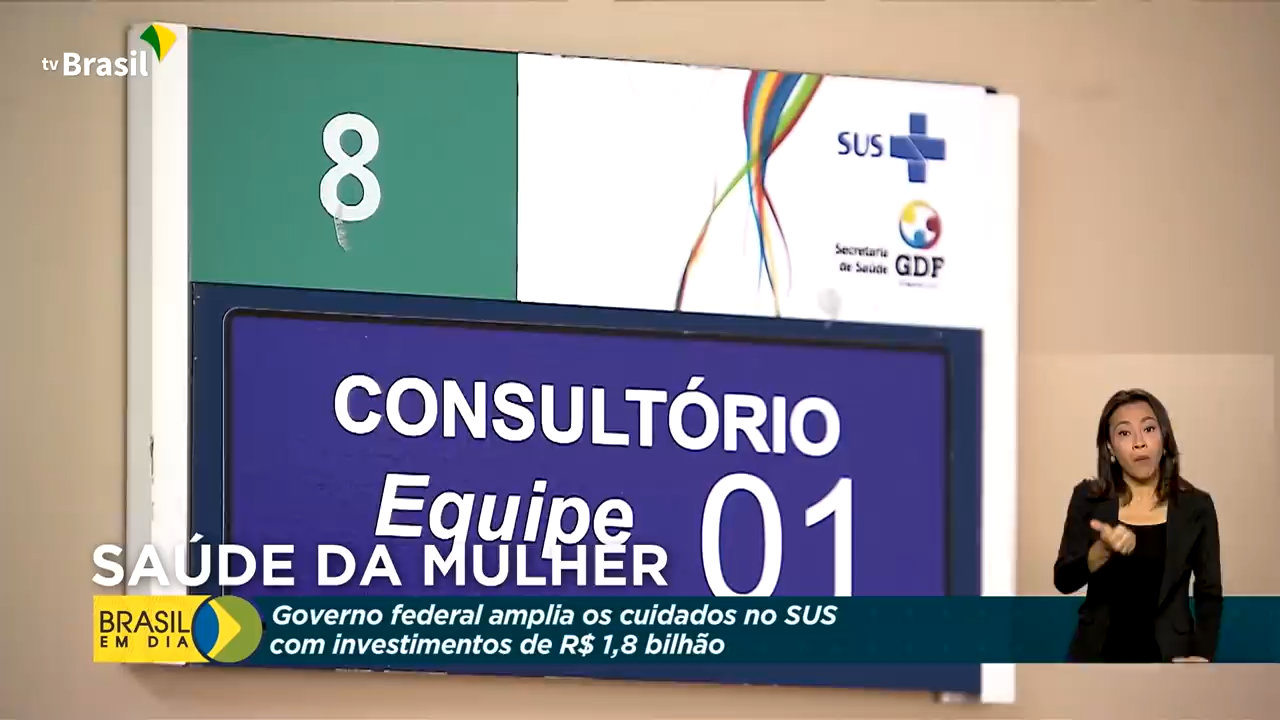 tv Brasil
8
SUS
Secretaria
de Saúde GDF
CONSULTÓRIO
Equipe 01
SAÚDE DA MULHER
BRASIL
EM DIA
Governo federal amplia os cuidados no SUS
com investimentos de R$ 1,8 bilhão